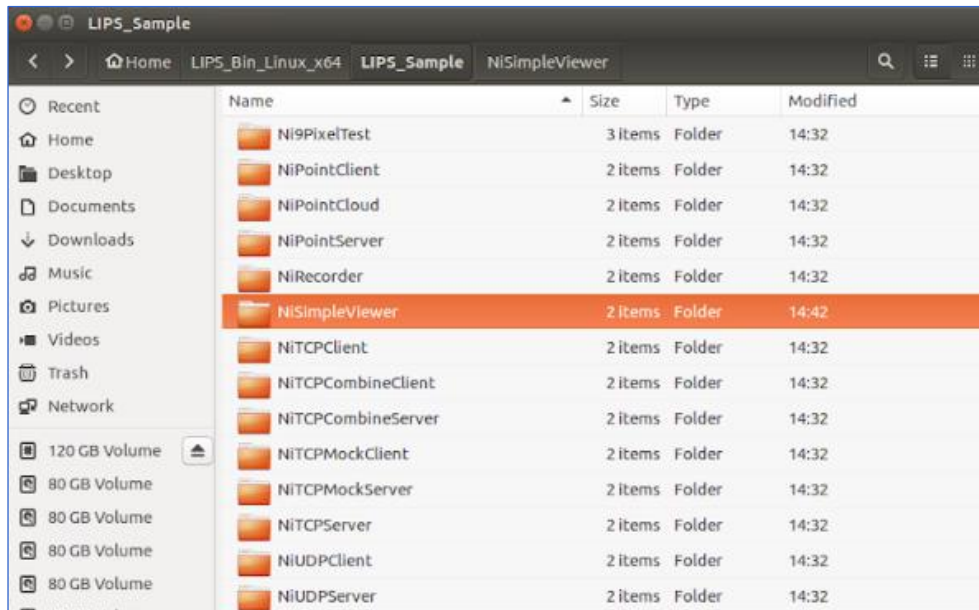 LIPS_Sample
Home LIPS_Bin_Linux_x64 LIPS_Sample NiSimpleViewer
Recent
Home
Desktop
Documents
Downloads
Music
Pictures
Videos
Trash
Network
120 GB Volume
80 GB Volume
80 GB Volume
80 GB Volume
80 GB Volume
Name Size Type Modified
Ni9PixelTest 3 items Folder 14:32
NiPointClient 2 items Folder 14:32
NiPointCloud 2 items Folder 14:32
NiPointServer 2 items Folder 14:32
NiRecorder 2 items Folder 14:32
NiSimpleViewer 2 items Folder 14:42
NiTCPClient 2 items Folder 14:32
NiTCPCombineClient 2 items Folder 14:32
NiTCPCombineServer 2 items Folder 14:32
NiTCPMockClient 2 items Folder 14:32
NiTCPMockServer 2 items Folder 14:32
NiTCPServer 2 items Folder 14:32
NiUDPClient 2 items Folder 14:32
NiUDPServer 2 items Folder 14:32